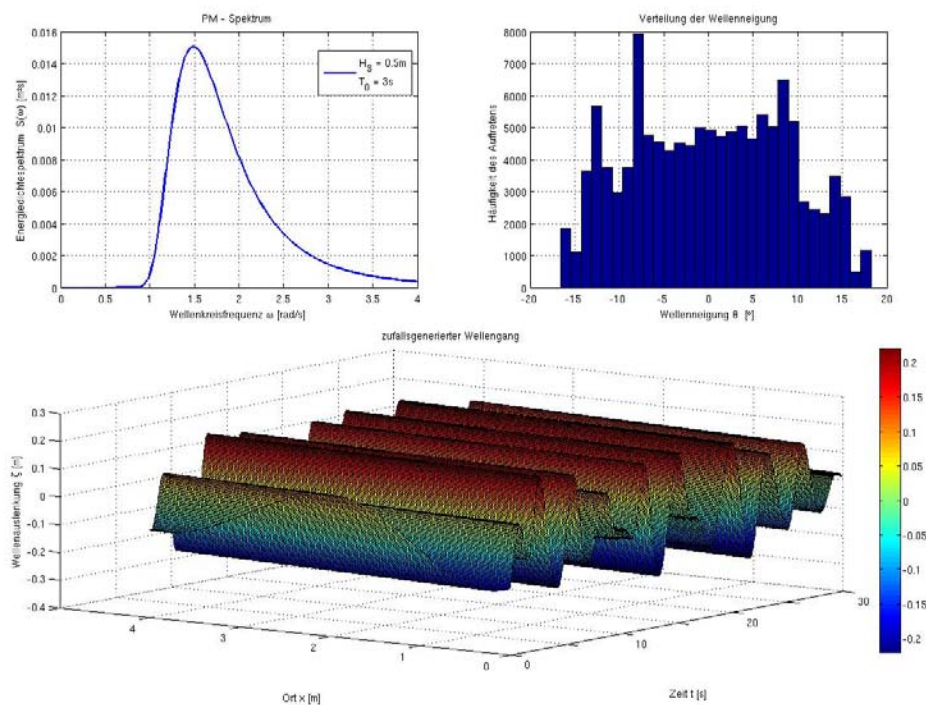 PM - Spektrum
Energiedichtespektrum S(ω) [m²s]
0.016
0.014
0.012
0.01
0.008
0.006
0.004
0.002
0
0 0.5 1 1.5 2 2.5 3 3.5 4
Wellenkreisfrequenz ω [rad/s]
H_S = 0.5m
T_0 = 3s
Verteilung der Wellenneigung
Häufigkeit des Auftretens
8000
7000
6000
5000
4000
3000
2000
1000
0
-20 -15 -10 -5 0 5 10 15 20
Wellenneigung θ [°]
zufallsgenerierter Wellengang
Wellenauslenkung ζ [m]
0.3
0.2
0.1
0
-0.1
-0.2
-0.3
-0.4
4 3 2 1 0
Ort x [m]
0 10 20 30
Zeit t [s]
0.2
0.15
0.1
0.05
0
-0.05
-0.1
-0.15
-0.2